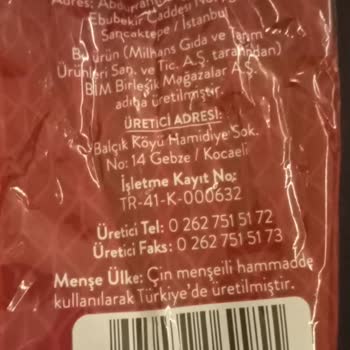 Adres: Abdurrah
Ebubekir Caddesi No
Sancaktepe / İstanbul
Bu ürün (Milhans Gıda ve Tarım
Ürünleri San. ve Tic. A.Ş. tarafından)
BİM Birleşik Mağazalar A.Ş.
adına üretilmiştir.
ÜRETİCİ ADRESİ:
Balçık Köyü Hamidiye Sok.
No: 14 Gebze / Kocaeli
İşletme Kayıt No:
TR-41-K-000632
Üretici Tel: 0 262 751 51 72
Üretici Faks: 0 262 751 51 73
Menşe Ülke: Çin menşeili hammadde
kullanılarak Türkiye'de üretilmiştir.